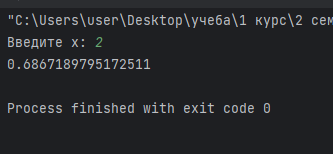 "C:\Users\user\Desktop\учеба\1 курс\2 сем
Введите x: 2
0.6867189795172511
Process finished with exit code 0